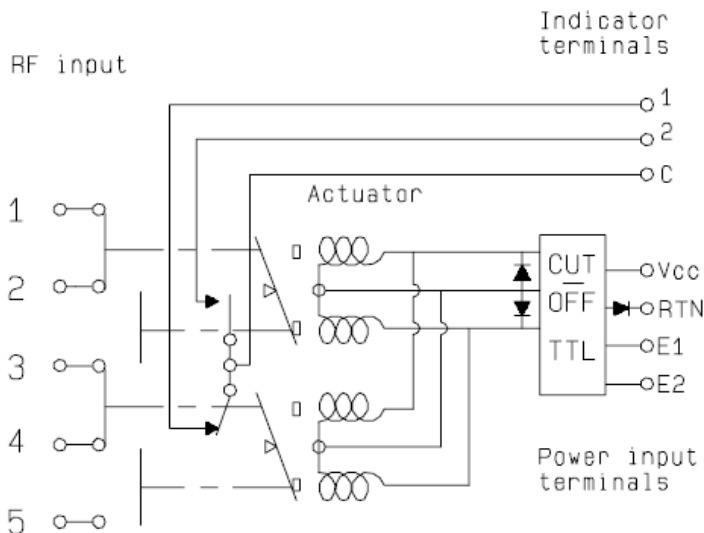 Indicator
terminals
RF input
1
2
C
Actuator
1
2
3
4
5
CUT
OFF
TTL
Vcc
RTN
E1
E2
Power input
terminals